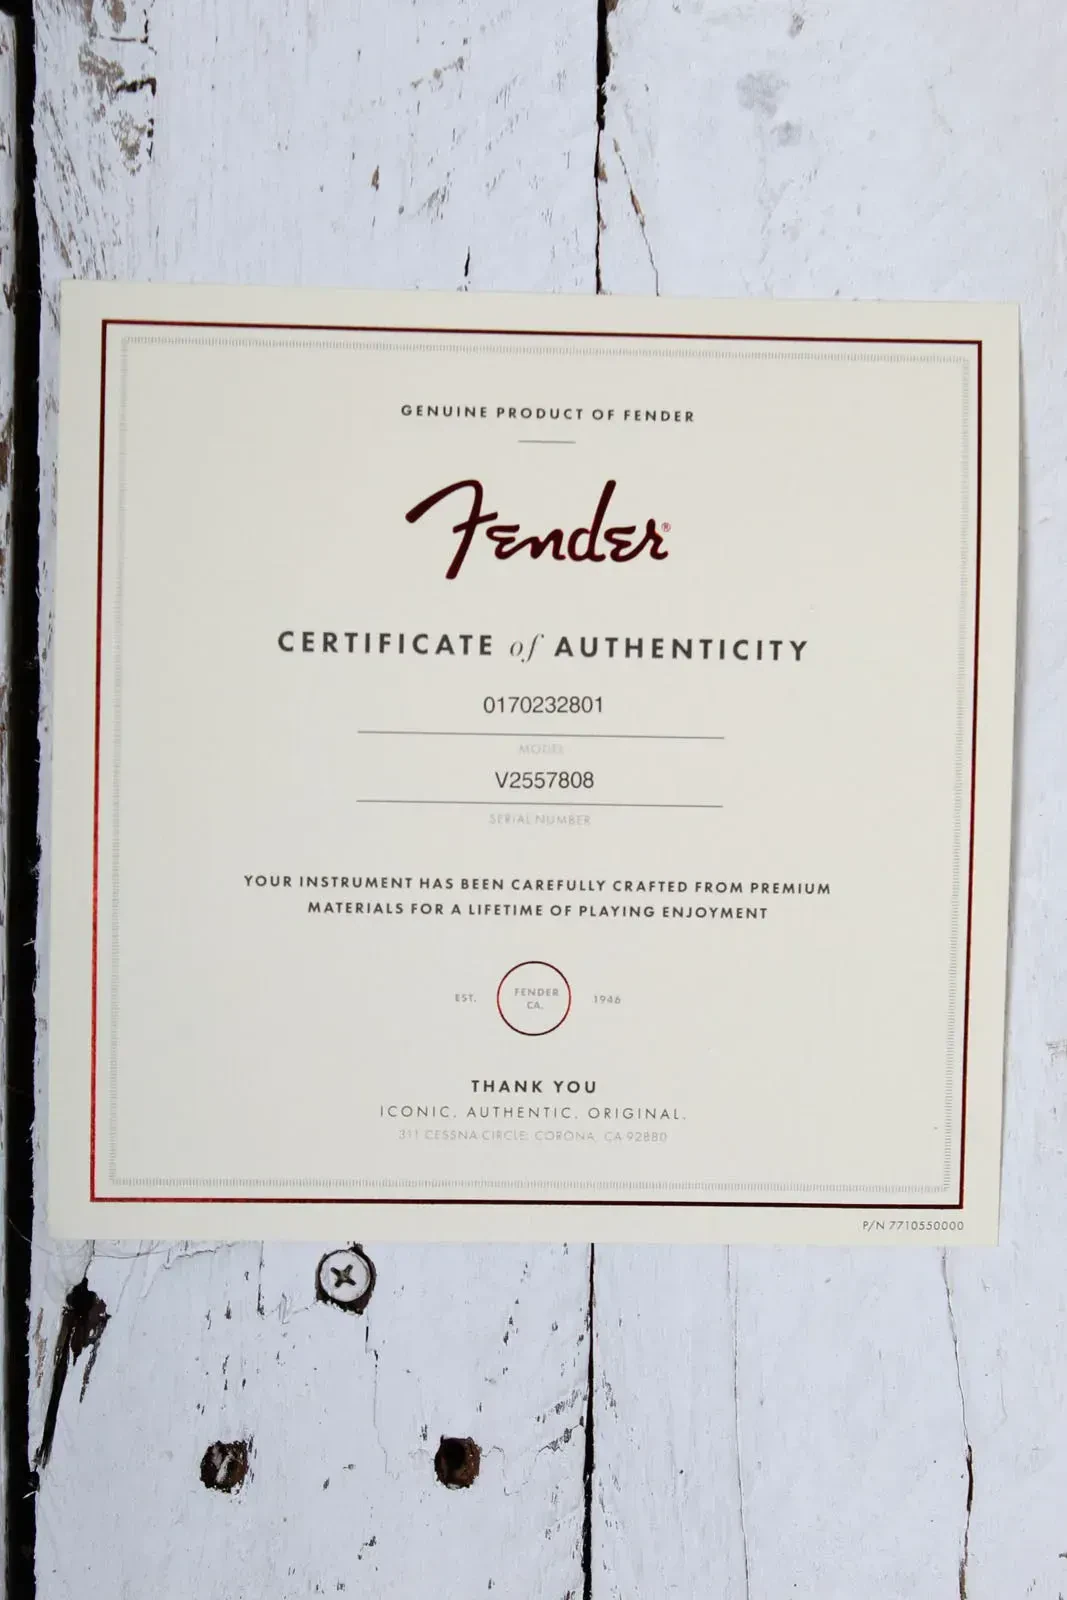 GENUINE PRODUCT OF FENDER
Fender®
CERTIFICATE of AUTHENTICITY
0170232801
MODEL
V2557808
SERIAL NUMBER
YOUR INSTRUMENT HAS BEEN CAREFULLY CRAFTED FROM PREMIUM
MATERIALS FOR A LIFETIME OF PLAYING ENJOYMENT
EST. FENDER 1946
CA.
THANK YOU
ICONIC. AUTHENTIC. ORIGINAL.
311 CESSNA CIRCLE, CORONA, CA 92880
P/N 7710550000